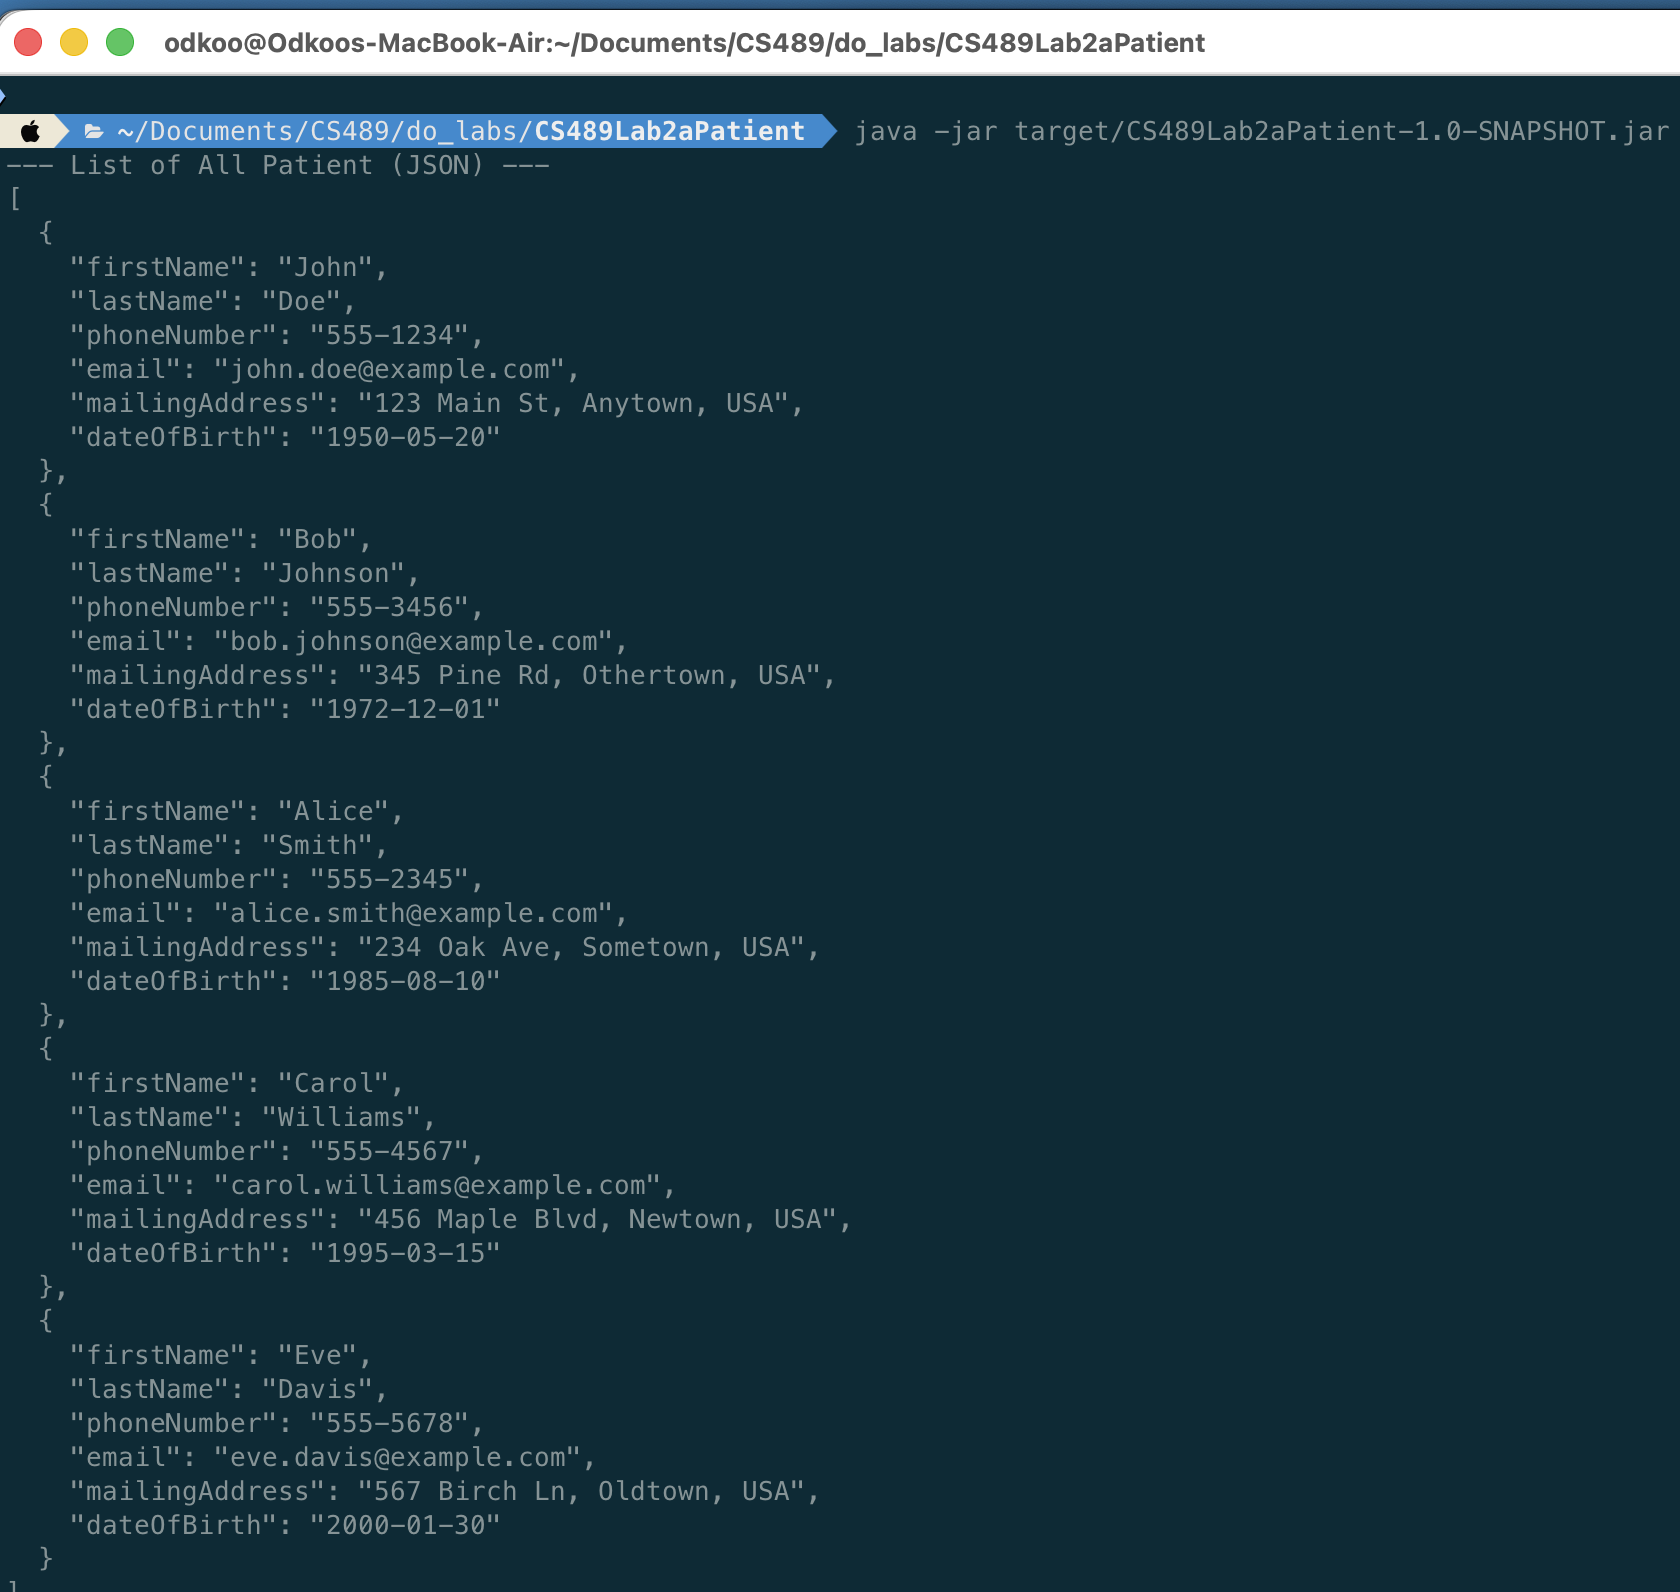 odkoo@Odkoos-MacBook-Air:~/Documents/CS489/do_labs/CS489Lab2aPatient
~/Documents/CS489/do_labs/CS489Lab2aPatient java -jar target/CS489Lab2aPatient-1.0-SNAPSHOT.jar
--- List of All Patient (JSON) ---
[
  {
    "firstName": "John",
    "lastName": "Doe",
    "phoneNumber": "555-1234",
    "email": "john.doe@example.com",
    "mailingAddress": "123 Main St, Anytown, USA",
    "dateOfBirth": "1950-05-20"
  },
  {
    "firstName": "Bob",
    "lastName": "Johnson",
    "phoneNumber": "555-3456",
    "email": "bob.johnson@example.com",
    "mailingAddress": "345 Pine Rd, Othertown, USA",
    "dateOfBirth": "1972-12-01"
  },
  {
    "firstName": "Alice",
    "lastName": "Smith",
    "phoneNumber": "555-2345",
    "email": "alice.smith@example.com",
    "mailingAddress": "234 Oak Ave, Sometown, USA",
    "dateOfBirth": "1985-08-10"
  },
  {
    "firstName": "Carol",
    "lastName": "Williams",
    "phoneNumber": "555-4567",
    "email": "carol.williams@example.com",
    "mailingAddress": "456 Maple Blvd, Newtown, USA",
    "dateOfBirth": "1995-03-15"
  },
  {
    "firstName": "Eve",
    "lastName": "Davis",
    "phoneNumber": "555-5678",
    "email": "eve.davis@example.com",
    "mailingAddress": "567 Birch Ln, Oldtown, USA",
    "dateOfBirth": "2000-01-30"
  }
]